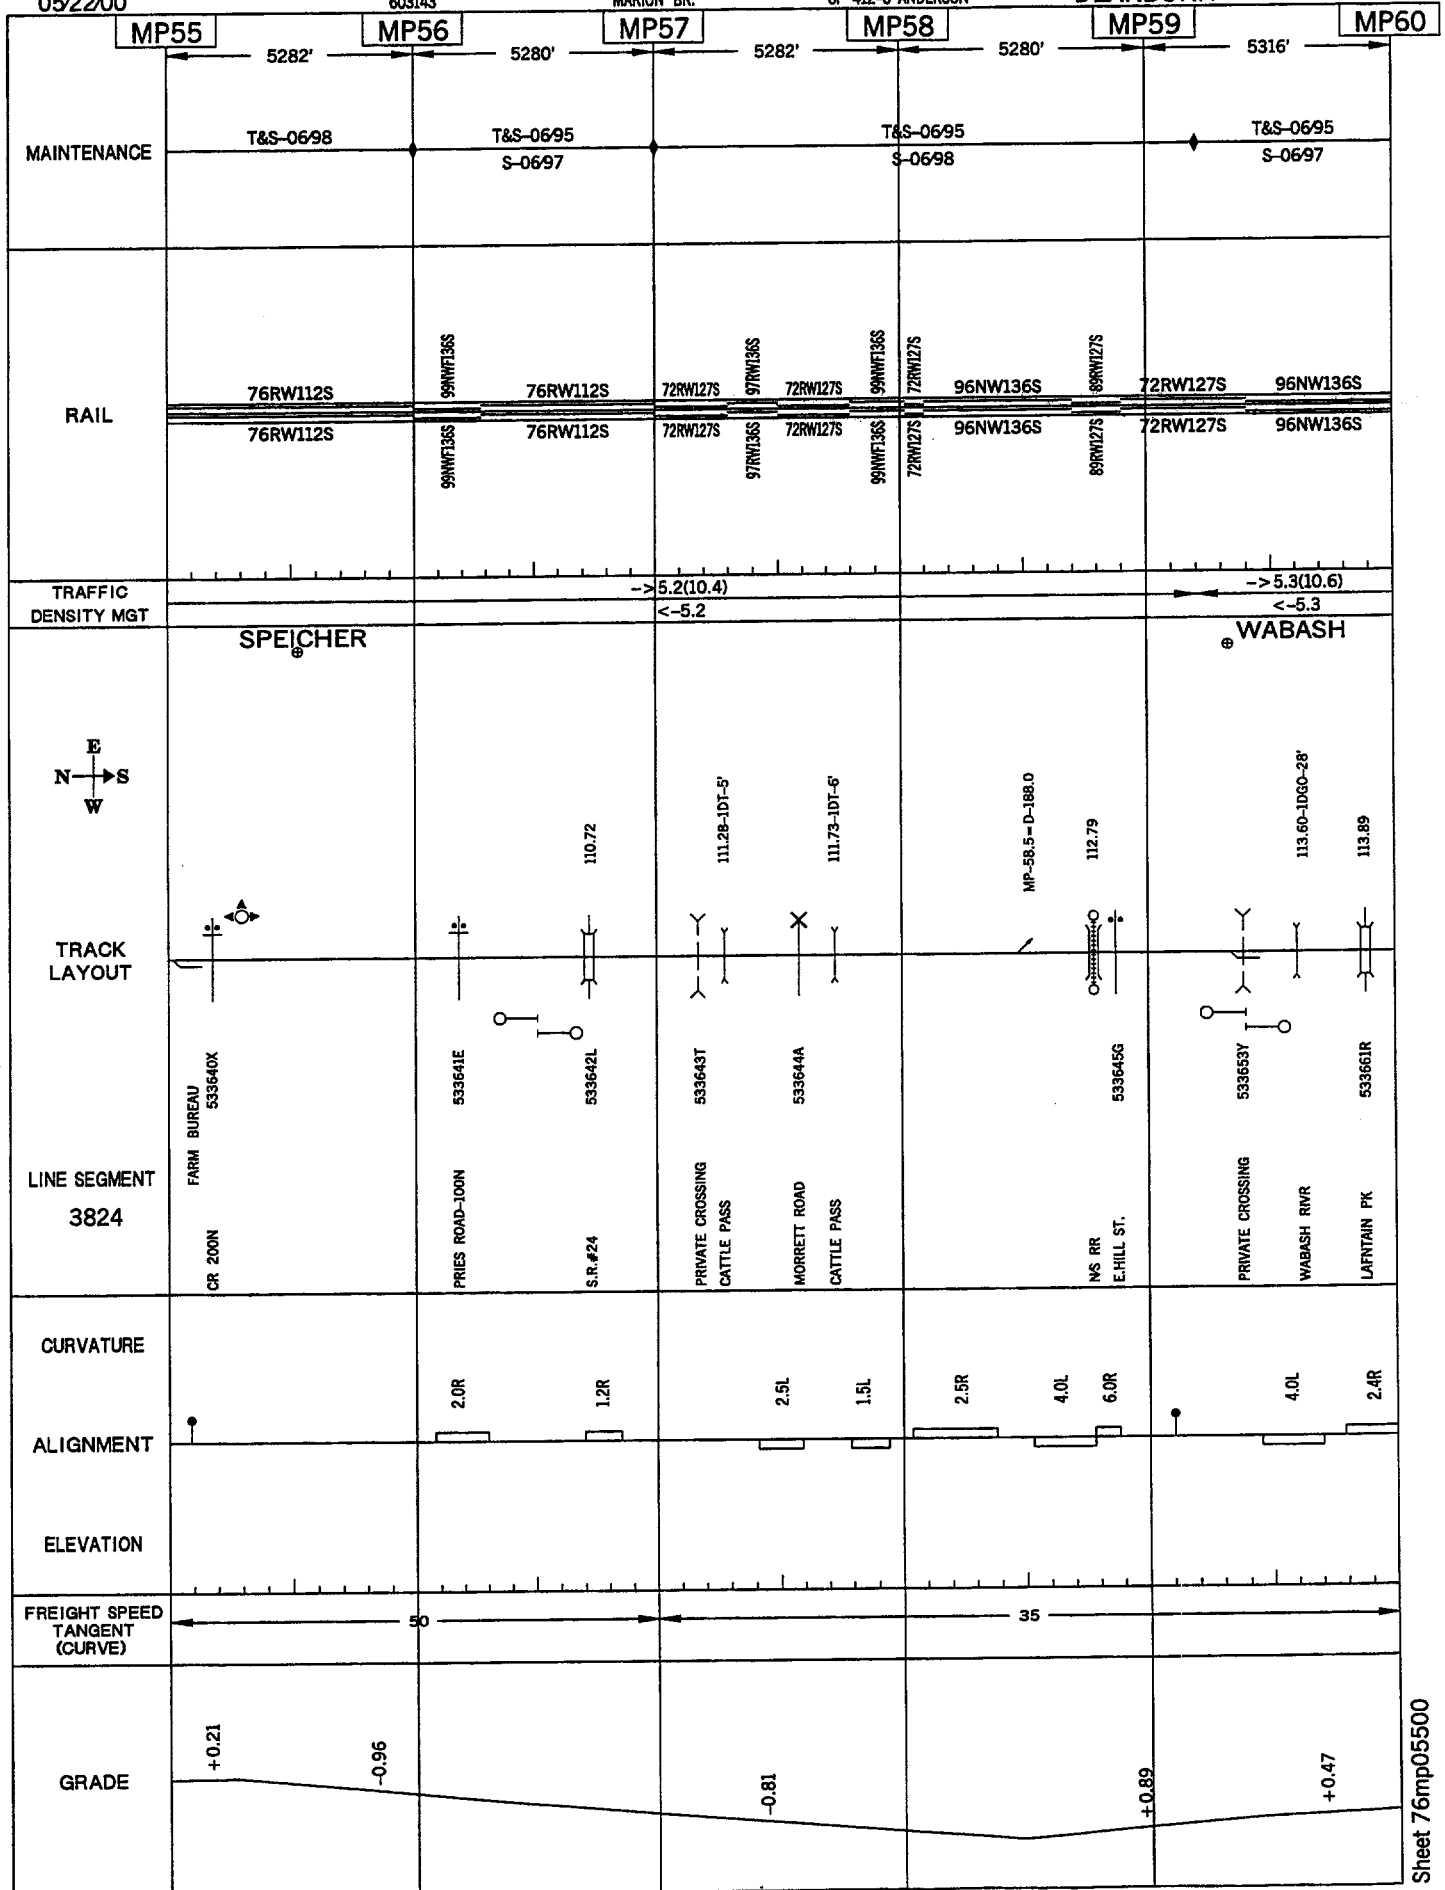 05/22/00
603143
MARION BR.
MP55
MP56
MP57
MP58
MP59
MP60
5282'
5280'
5282'
5280'
5316'
MAINTENANCE
T&S-06/98
T&S-06/95
S-06/97
T&S-06/95
S-06/98
T&S-06/95
S-06/97
RAIL
76RW112S
99NWF136S
76RW112S
72RW127S
97RW136S
72RW127S
99NWF136S
72RW127S
96NW136S
89RW127S
72RW127S
96NW136S
76RW112S
99NWF136S
76RW112S
72RW127S
97RW136S
72RW127S
99NWF136S
72RW127S
96NW136S
89RW127S
72RW127S
96NW136S
TRAFFIC
DENSITY MGT
->5.2(10.4)
<-5.2
->5.3(10.6)
<-5.3
SPEICHER
WABASH
E
N S
W
110.72
111.28-1DT-5'
111.73-1DT-6'
MP-58.5=D-188.0
112.79
113.60-1DGO-28'
113.89
TRACK
LAYOUT
533640X
533641E
533642L
533643T
533644A
533645G
533653Y
533661R
LINE SEGMENT
3824
FARM BUREAU
CR 200N
PRIES ROAD-100N
S.R.#24
PRIVATE CROSSING
CATTLE PASS
MORRETT ROAD
CATTLE PASS
NS RR
E.HILL ST.
PRIVATE CROSSING
WABASH RIVR
LAFNTAIN PK
CURVATURE
2.0R
1.2R
2.5L
1.5L
2.5R
4.0L
6.0R
4.0L
2.4R
ALIGNMENT
ELEVATION
FREIGHT SPEED
TANGENT
(CURVE)
50
35
GRADE
+0.21
-0.96
-0.81
+0.89
+0.47
Sheet 76mp05500